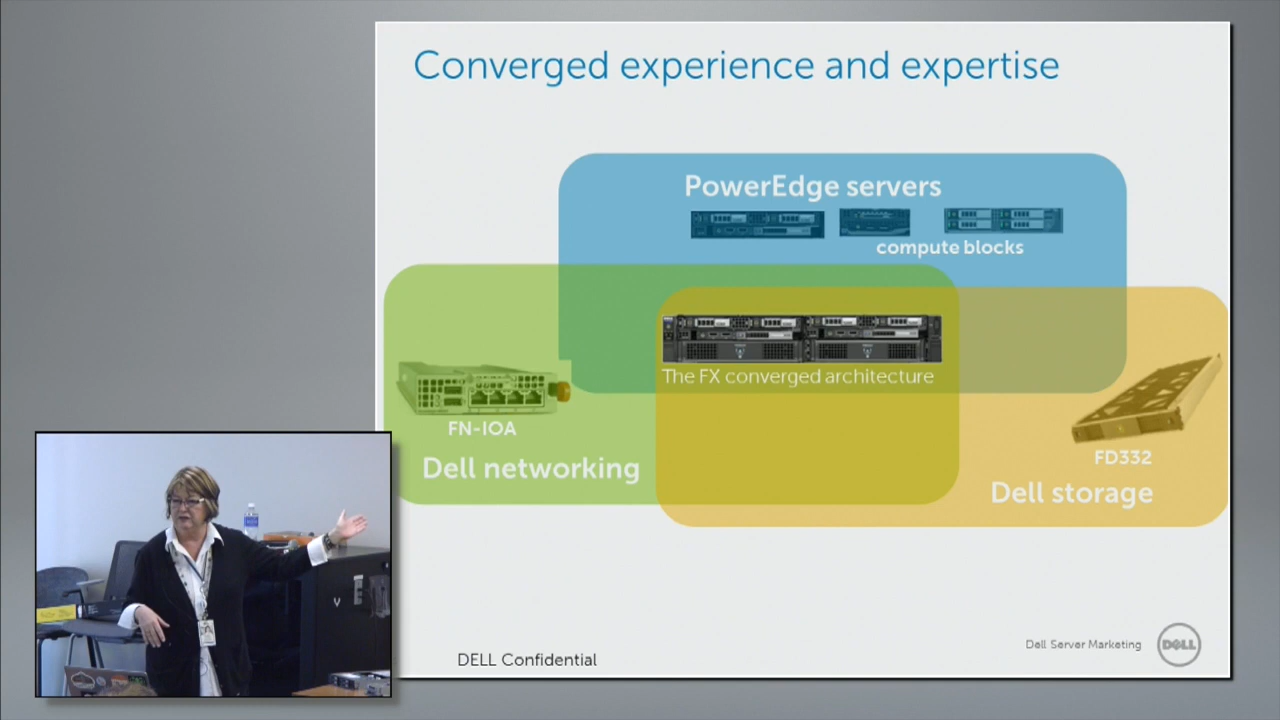 Converged experience and expertise
PowerEdge servers
compute blocks
The FX converged architecture
FN-IOA
Dell networking
FD332
Dell storage
DELL Confidential
Dell Server Marketing
DELL